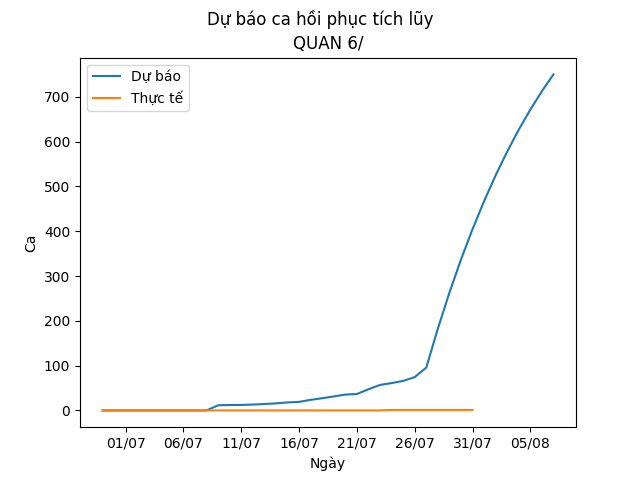 Dự báo ca hồi phục tích lũy
QUAN 6/
Dự báo
Thực tế
700
600
500
400
300
200
100
0
Ca
01/07 06/07 11/07 16/07 21/07 26/07 31/07 05/08
Ngày